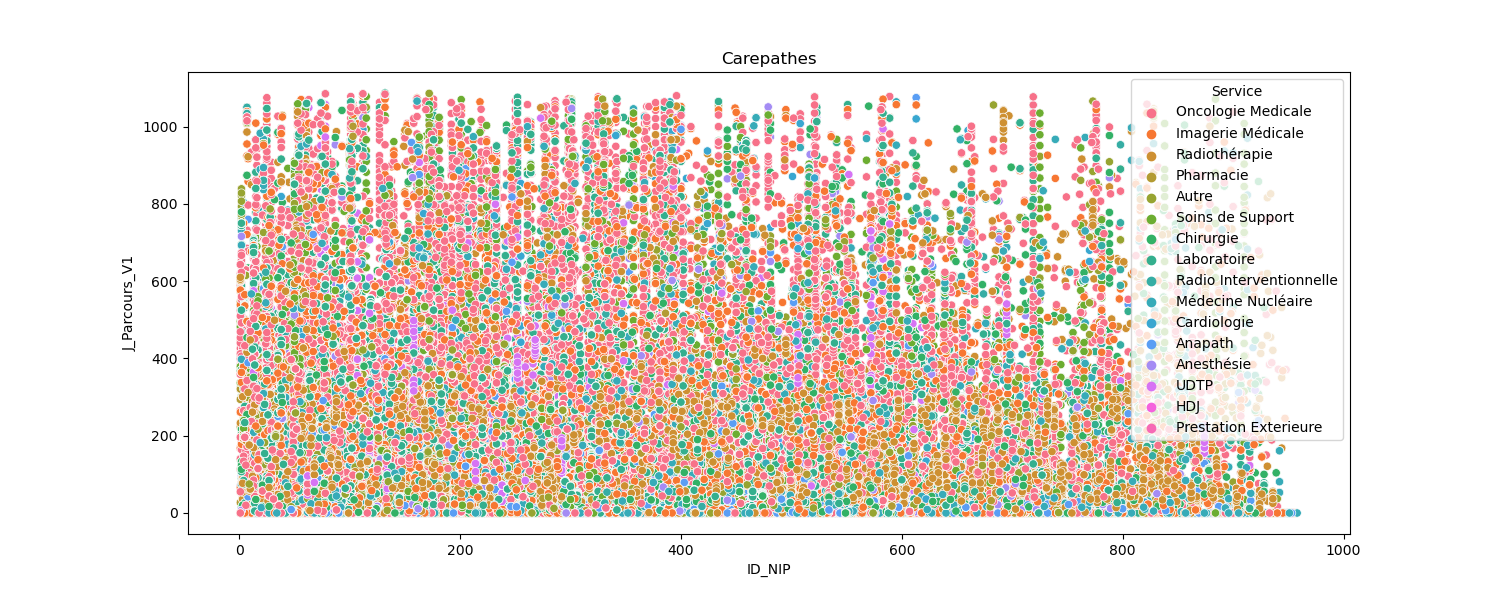 Carepathes
Service
Oncologie Medicale
Imagerie Médicale
Radiothérapie
Pharmacie
Autre
Soins de Support
Chirurgie
Laboratoire
Radio Interventionnelle
Médecine Nucléaire
Cardiologie
Anapath
Anesthésie
UDTP
HDJ
Prestation Exterieure
J_Parcours_V1
1000
800
600
400
200
0
0 200 400 600 800 1000
ID_NIP